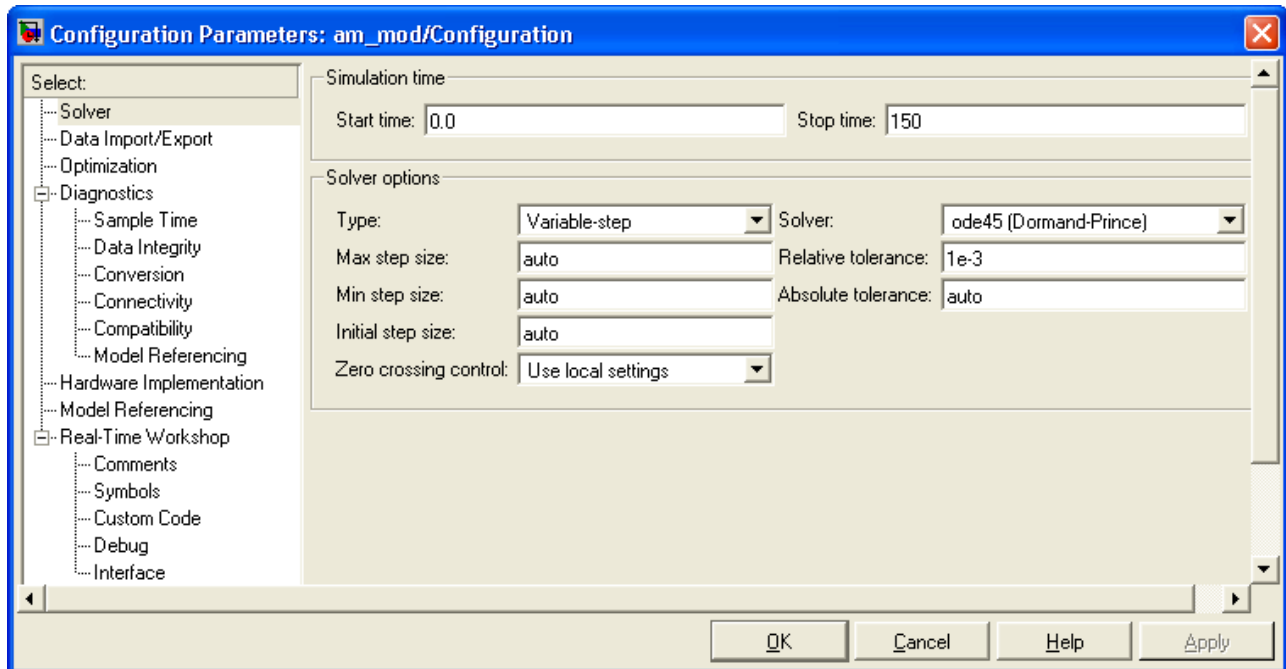 Configuration Parameters: am_mod/Configuration
Select:
Solver
Data Import/Export
Optimization
Diagnostics
Sample Time
Data Integrity
Conversion
Connectivity
Compatibility
Model Referencing
Hardware Implementation
Model Referencing
Real-Time Workshop
Comments
Symbols
Custom Code
Debug
Interface
Simulation time
Start time: 0.0 Stop time: 150
Solver options
Type: Variable-step Solver: ode45 (Dormand-Prince)
Max step size: auto Relative tolerance: 1e-3
Min step size: auto Absolute tolerance: auto
Initial step size: auto
Zero crossing control: Use local settings
OK Cancel Help Apply